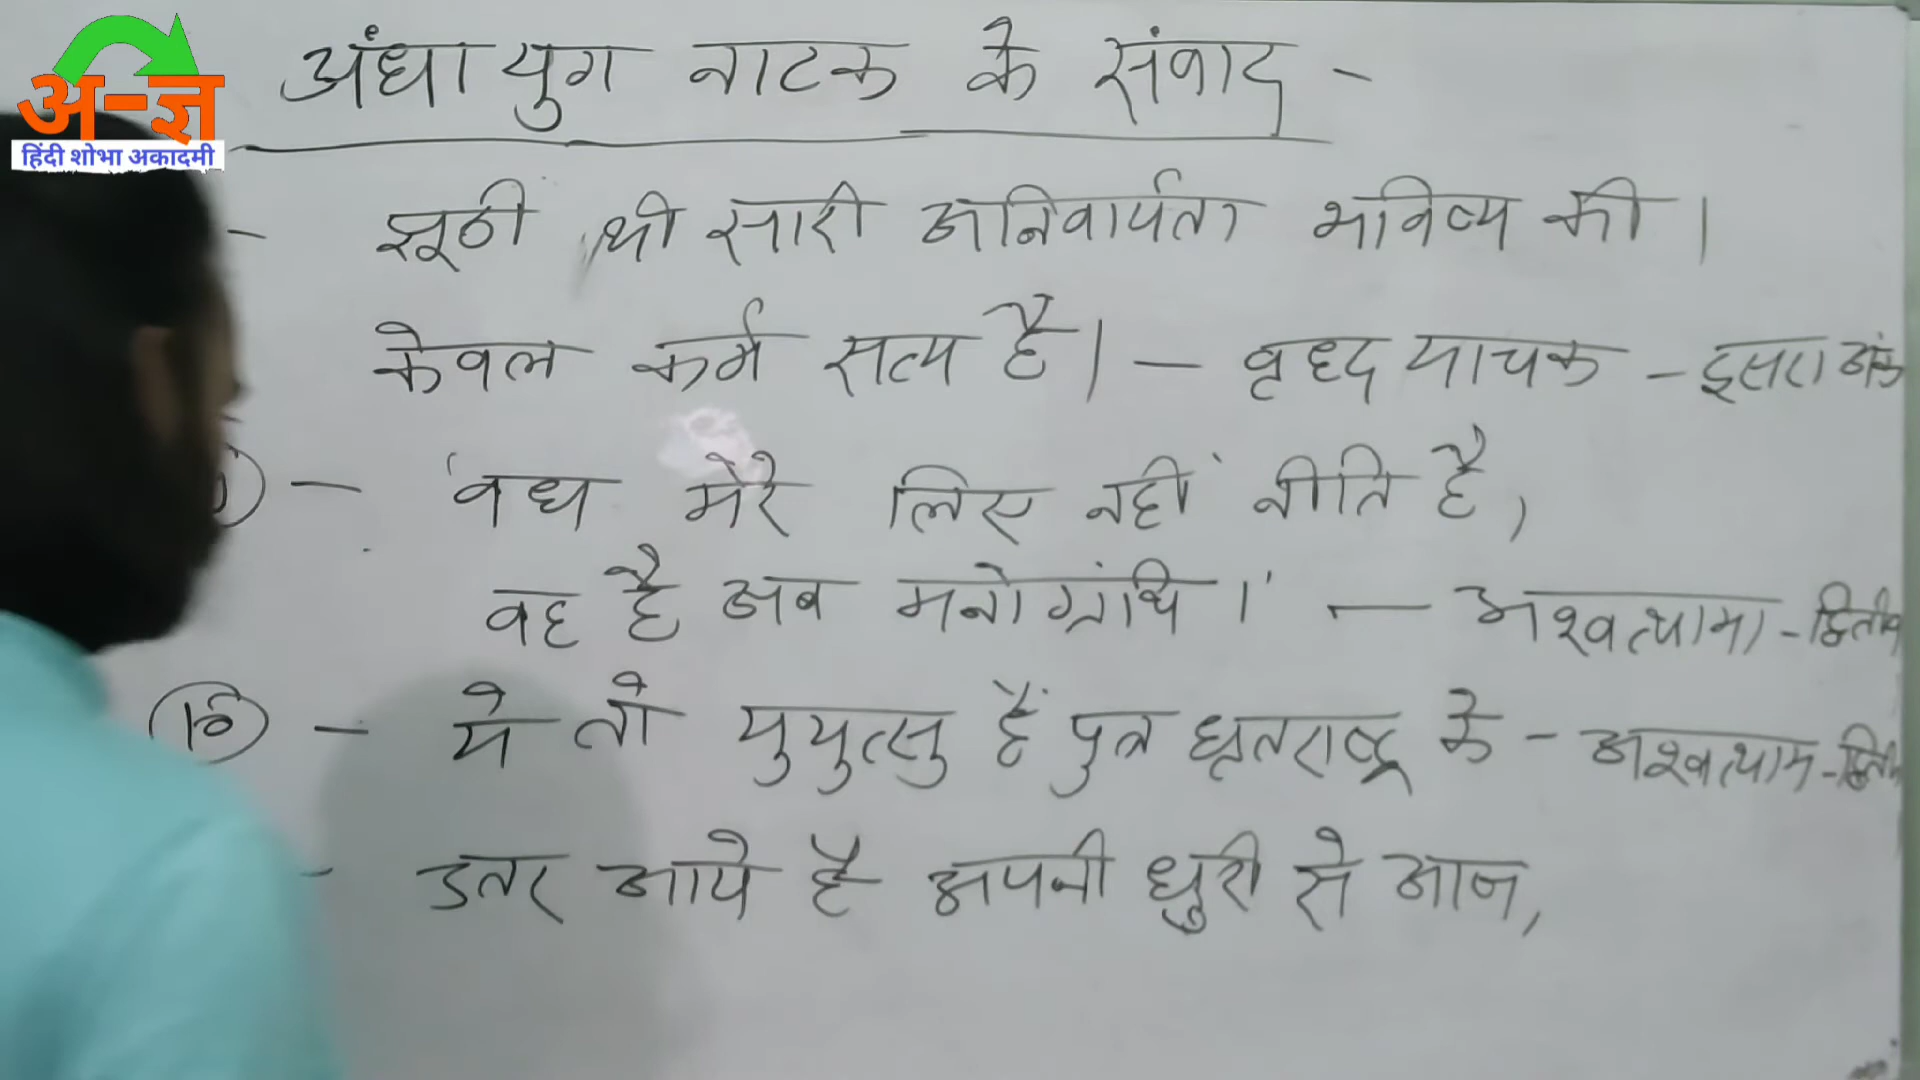 अ-ज्ञ
हिंदी शोभा अकादमी
अंधा युग नाटक के संवाद -
- झूठी थी सारी अनिवार्यता भविष्य की।
केवल कर्म सत्य है। - वृध्द याचक - दूसरा अंक
- 'वध मेरे लिए नहीं नीति है,
वह है अब मनोग्रंथि।' - अश्वत्थामा - द्वितीय
- ये तो युयुत्सु हैं पुत्र धृतराष्ट्र के - अश्वत्थाम -
- उतर आये है अपनी धुरी से आज,